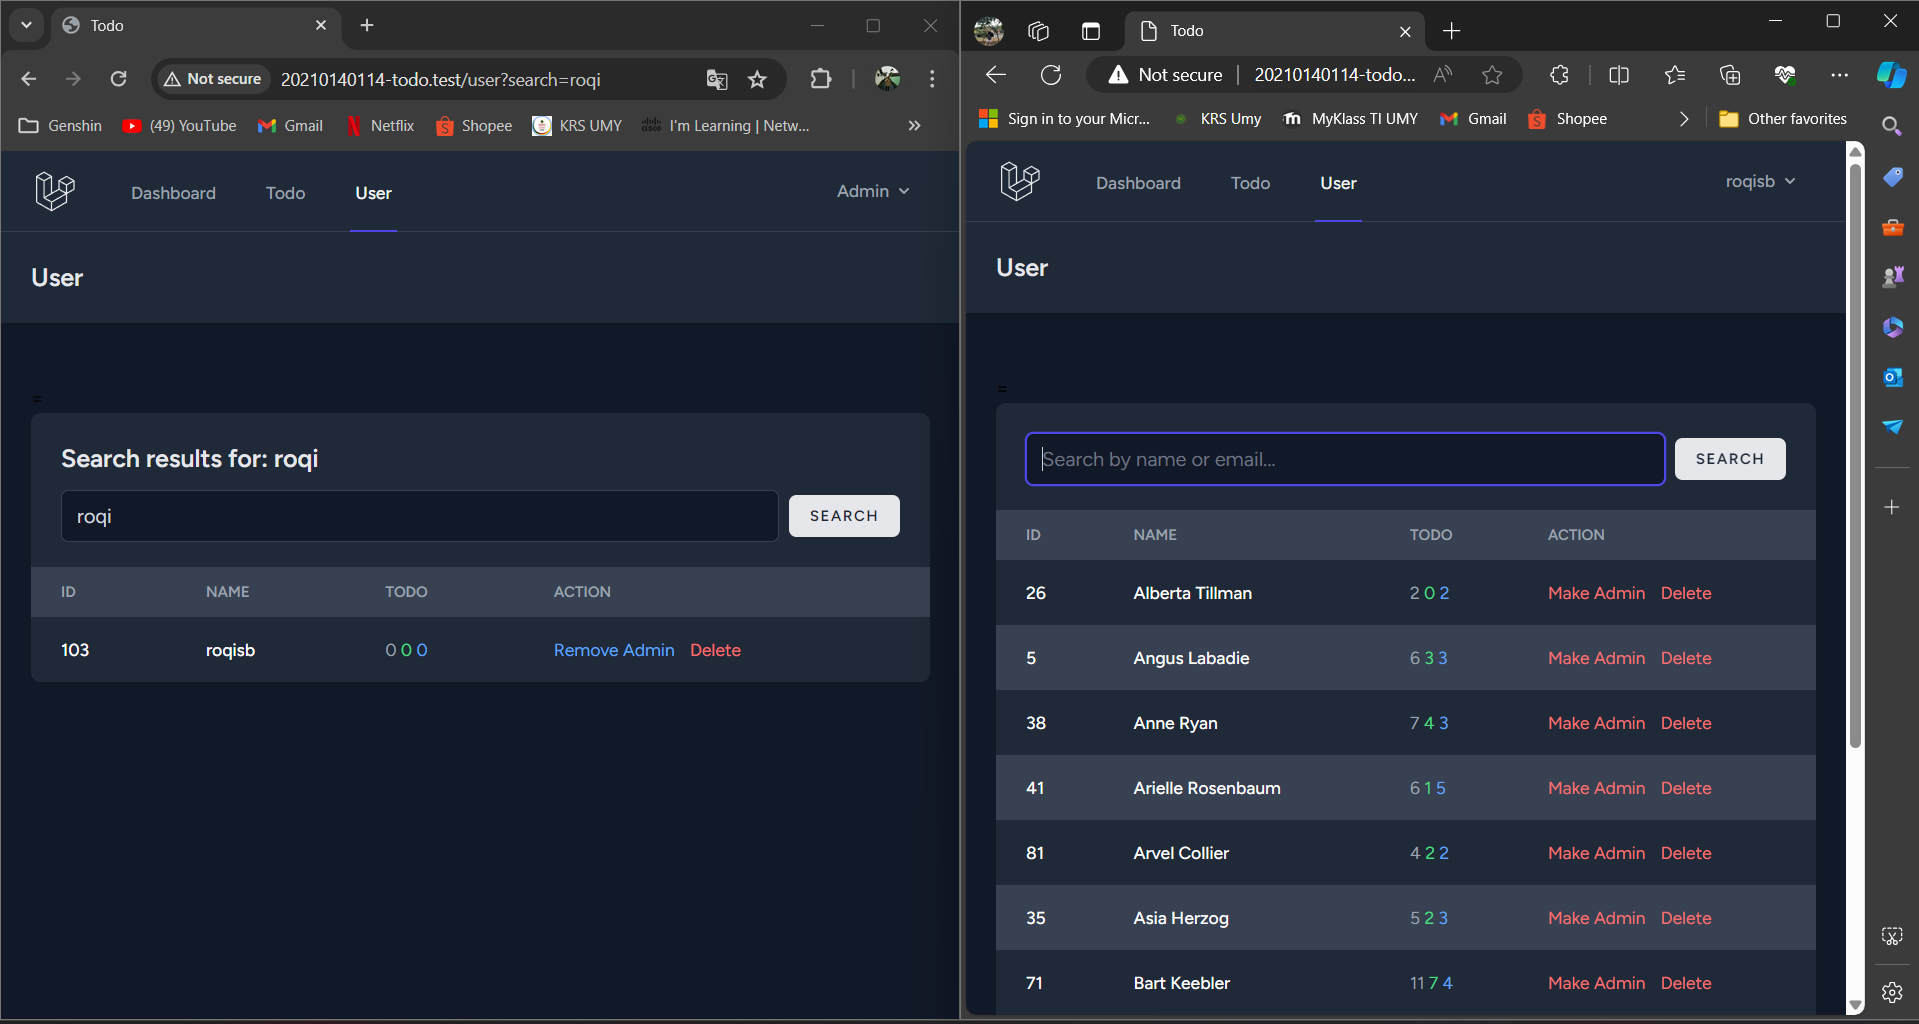 Todo
Not secure 20210140114-todo.test/user?search=roqi
Genshin (49) YouTube Gmail Netflix Shopee KRS UMY I'm Learning | Netw...
Dashboard Todo User Admin
User
=
Search results for: roqi
roqi SEARCH
ID NAME TODO ACTION
103 roqisb 0 0 0 Remove Admin Delete
Todo
Not secure 20210140114-todo...
Sign in to your Micr... KRS Umy MyKlass TI UMY Gmail Shopee Other favorites
Dashboard Todo User roqisb
User
=
Search by name or email... SEARCH
ID NAME TODO ACTION
26 Alberta Tillman 2 0 2 Make Admin Delete
5 Angus Labadie 6 3 3 Make Admin Delete
38 Anne Ryan 7 4 3 Make Admin Delete
41 Arielle Rosenbaum 6 1 5 Make Admin Delete
81 Arvel Collier 4 2 2 Make Admin Delete
35 Asia Herzog 5 2 3 Make Admin Delete
71 Bart Keebler 11 7 4 Make Admin Delete